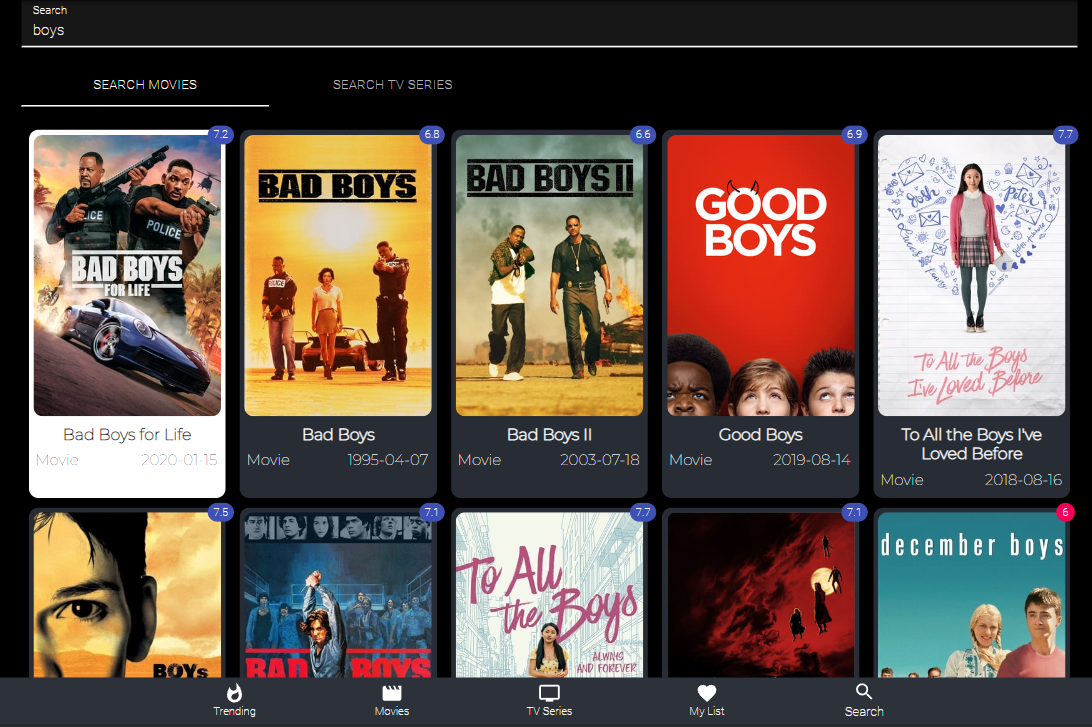 Search
boys
SEARCH MOVIES
SEARCH TV SERIES
7.2
6.8
6.6
6.9
7.7
POLICE
POLICE
BAD BOYS
FOR LIFE
BAD BOYS
BAD BOYS II
GOOD
BOYS
Josh
Peter
Lucas
Kenny
To All the Boys
I've Loved Before
Bad Boys for Life
Movie
2020-01-15
Bad Boys
Movie
1995-04-07
Bad Boys II
Movie
2003-07-18
Good Boys
Movie
2019-08-14
To All the Boys I've
Loved Before
Movie
2018-08-16
7.5
7.1
7.7
7.1
6
BOYS
BAD BOYS
To All
the Boys
ALWAYS
AND FOREVER
december boys
Trending
Movies
TV Series
My List
Search